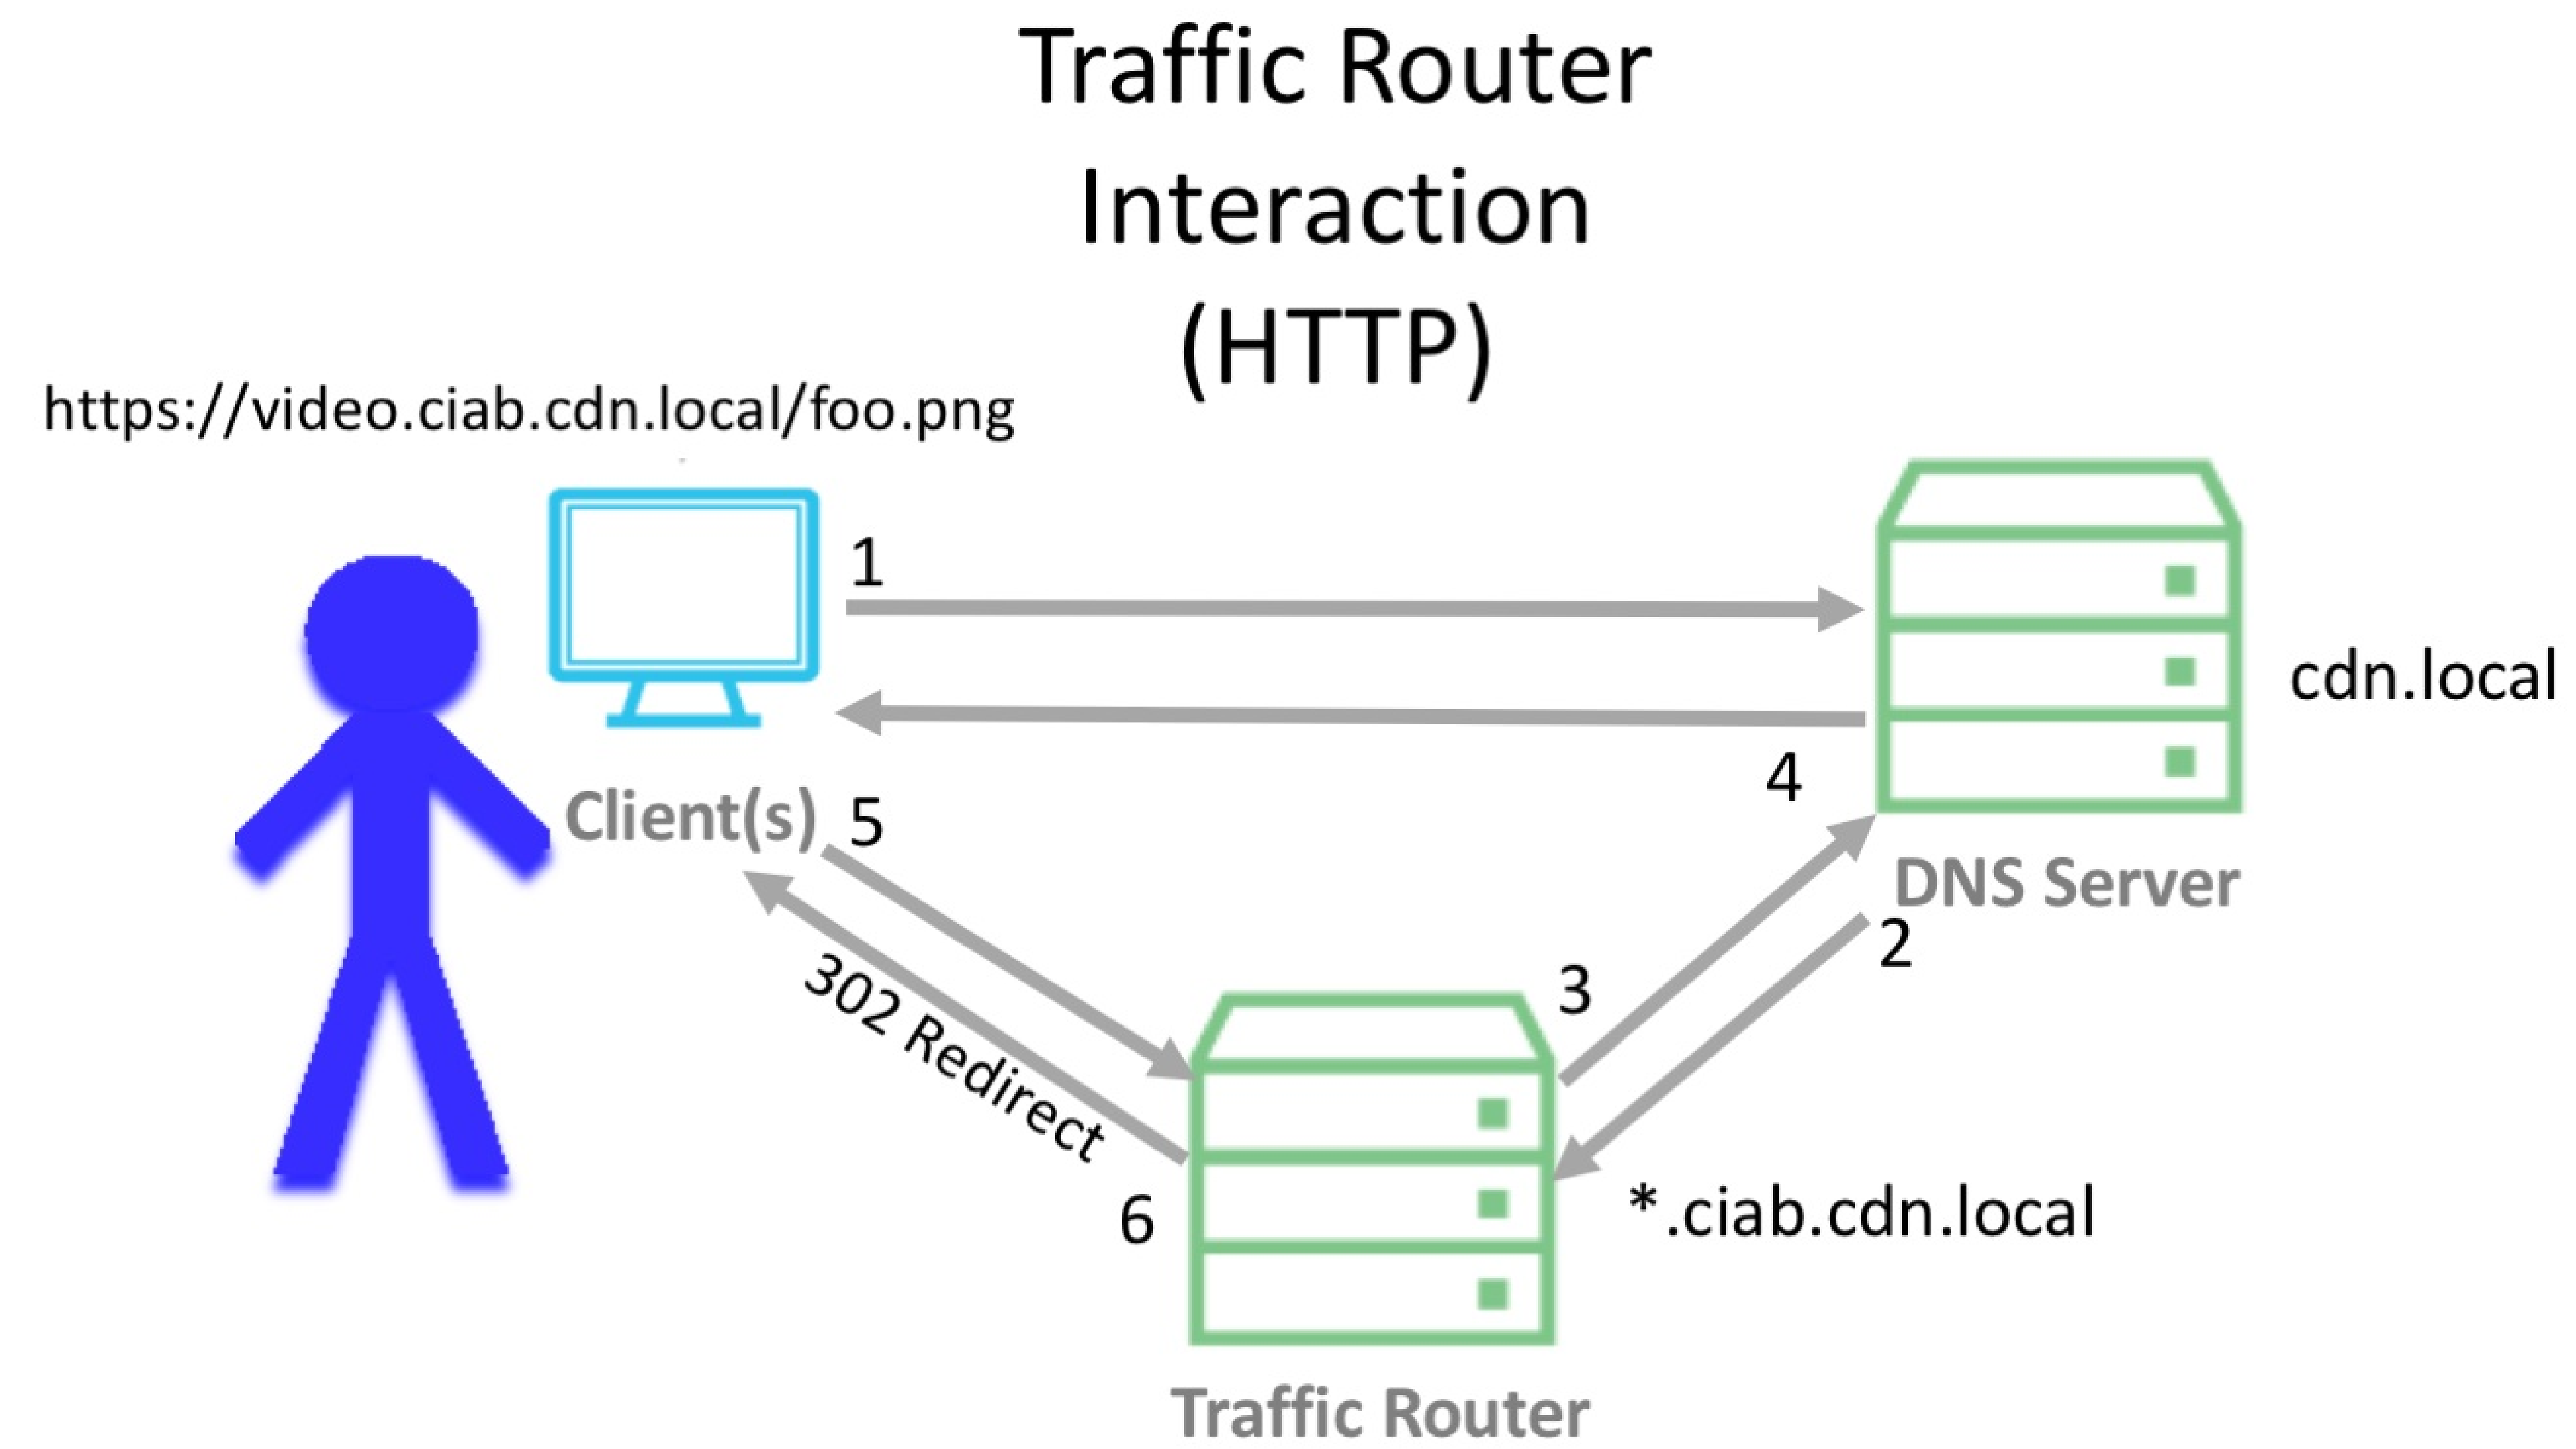 Traffic Router
Interaction
(HTTP)
https://video.ciab.cdn.local/foo.png
1
cdn.local
4
Client(s)
5
DNS Server
2
3
302 Redirect
6
*.ciab.cdn.local
Traffic Router